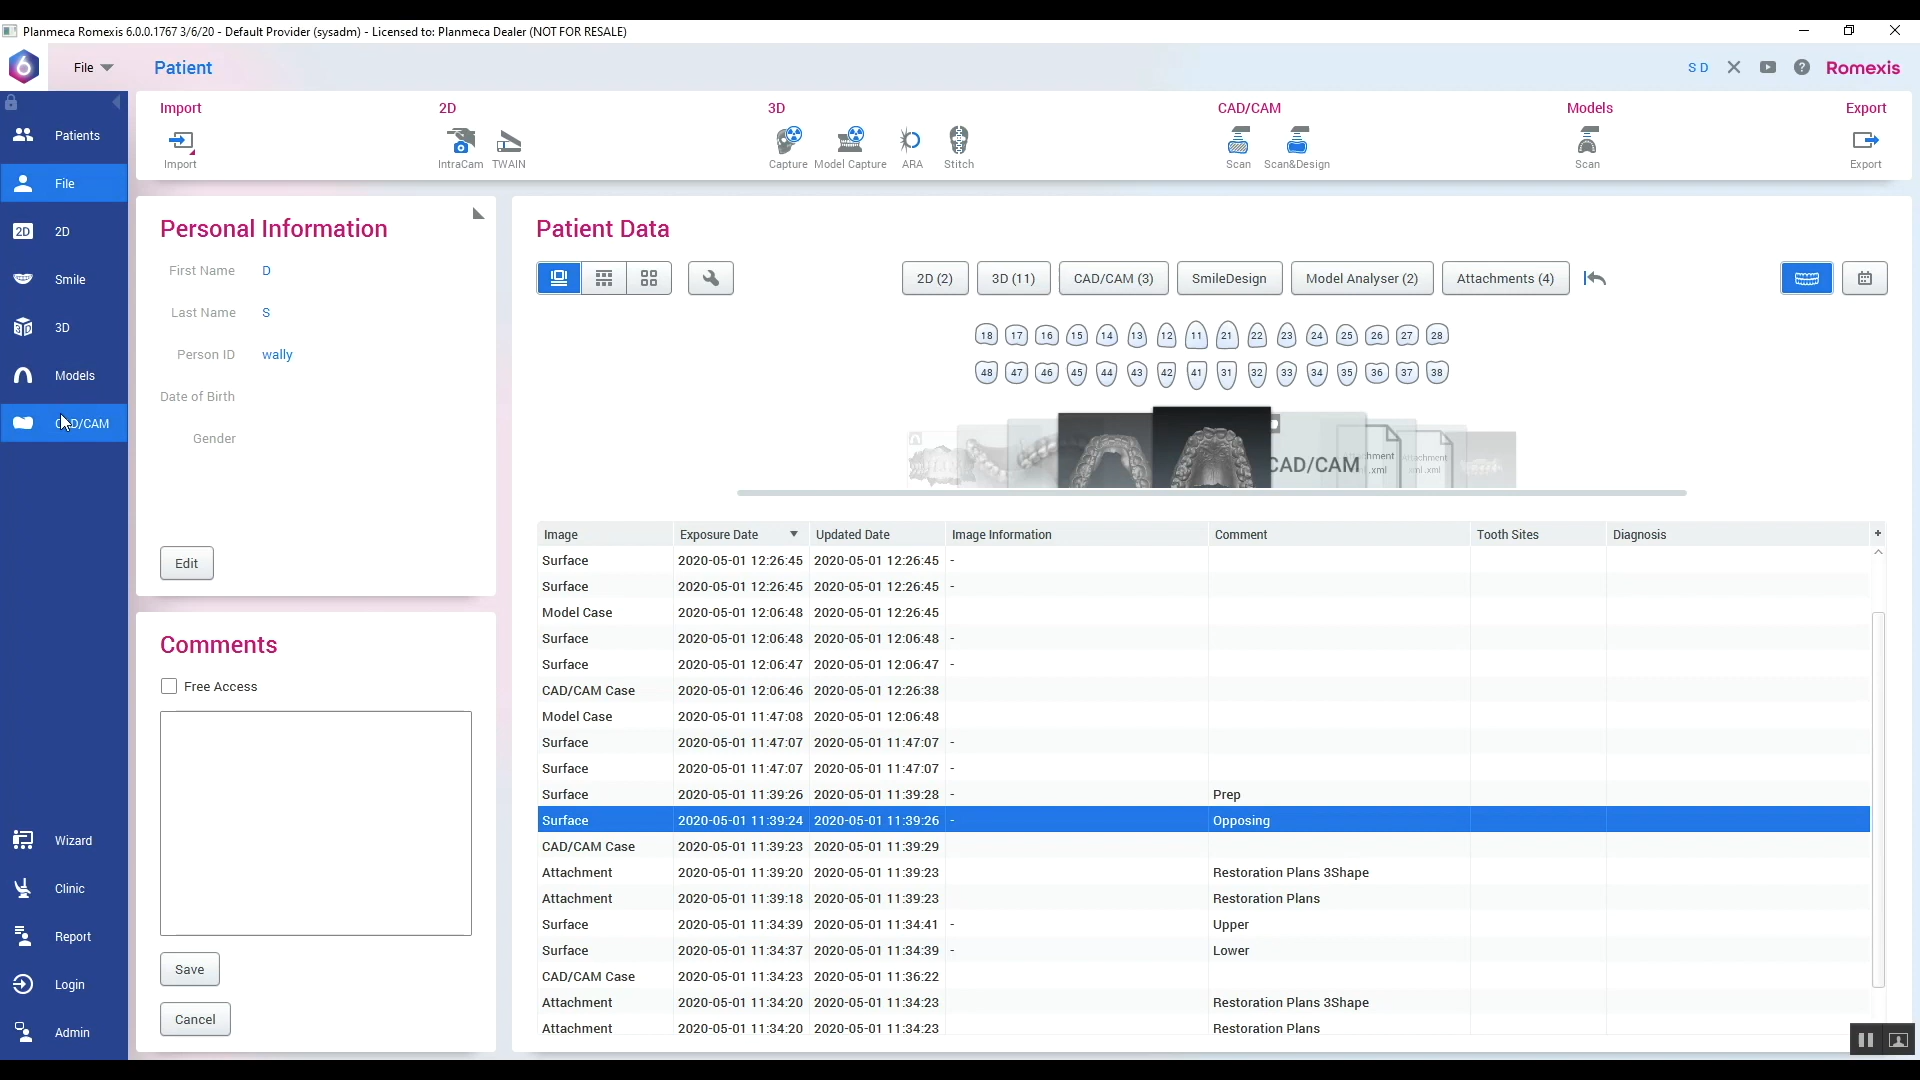 Planmeca Romexis 6.0.0.1767 3/6/20 - Default Provider (sysadm) - Licensed to: Planmeca Dealer (NOT FOR RESALE)
6 File Patient S D Romexis
Patients
File
2D 2D
Smile
3D 3D
Models
CAD/CAM
Wizard
Clinic
Report
Login
Admin
Import 2D 3D CAD/CAM Models Export
Import IntraCam TWAIN Capture Model Capture ARA Stitch Scan Scan&Design Scan Export
Personal Information
First Name D
Last Name S
Person ID wally
Date of Birth
Gender
Edit
Comments
Free Access
Save
Cancel
Patient Data
2D (2) 3D (11) CAD/CAM (3) SmileDesign Model Analyser (2) Attachments (4)
18 17 16 15 14 13 12 11 21 22 23 24 25 26 27 28
48 47 46 45 44 43 42 41 31 32 33 34 35 36 37 38
CAD/CAM
Image Exposure Date Updated Date Image Information Comment Tooth Sites Diagnosis +
Surface 2020-05-01 12:26:45 2020-05-01 12:26:45 -
Surface 2020-05-01 12:26:45 2020-05-01 12:26:45 -
Model Case 2020-05-01 12:06:48 2020-05-01 12:26:45
Surface 2020-05-01 12:06:48 2020-05-01 12:06:48 -
Surface 2020-05-01 12:06:47 2020-05-01 12:06:47 -
CAD/CAM Case 2020-05-01 12:06:46 2020-05-01 12:26:38
Model Case 2020-05-01 11:47:08 2020-05-01 12:06:48
Surface 2020-05-01 11:47:07 2020-05-01 11:47:07 -
Surface 2020-05-01 11:47:07 2020-05-01 11:47:07 -
Surface 2020-05-01 11:39:26 2020-05-01 11:39:28 - Prep
Surface 2020-05-01 11:39:24 2020-05-01 11:39:26 - Opposing
CAD/CAM Case 2020-05-01 11:39:23 2020-05-01 11:39:29
Attachment 2020-05-01 11:39:20 2020-05-01 11:39:23 Restoration Plans 3Shape
Attachment 2020-05-01 11:39:18 2020-05-01 11:39:23 Restoration Plans
Surface 2020-05-01 11:34:39 2020-05-01 11:34:41 - Upper
Surface 2020-05-01 11:34:37 2020-05-01 11:34:39 - Lower
CAD/CAM Case 2020-05-01 11:34:23 2020-05-01 11:36:22
Attachment 2020-05-01 11:34:20 2020-05-01 11:34:23 Restoration Plans 3Shape
Attachment 2020-05-01 11:34:20 2020-05-01 11:34:23 Restoration Plans